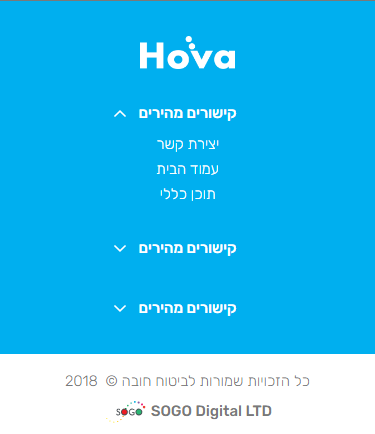 Hova
קישורים מהירים
יצירת קשר
עמוד הבית
תוכן כללי
קישורים מהירים
קישורים מהירים
כל הזכויות שמורות לביטוח חובה © 2018
SOGO SOGO Digital LTD